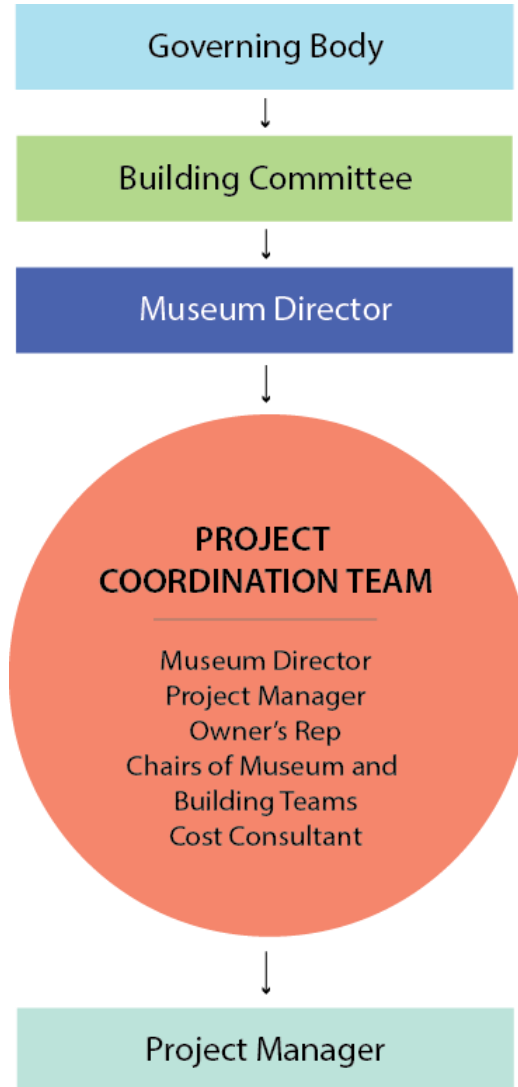 Governing Body
Building Committee
Museum Director
PROJECT
COORDINATION TEAM
Museum Director
Project Manager
Owner’s Rep
Chairs of Museum and
Building Teams
Cost Consultant
Project Manager